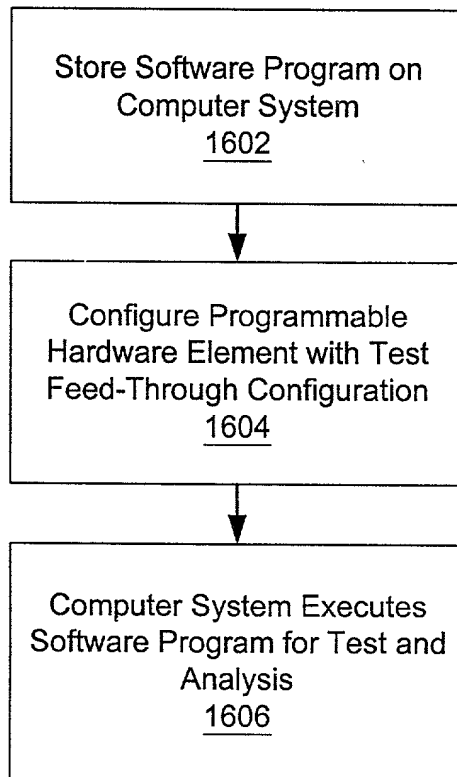 Store Software Program on
Computer System
1602
Configure Programmable
Hardware Element with Test
Feed-Through Configuration
1604
Computer System Executes
Software Program for Test and
Analysis
1606